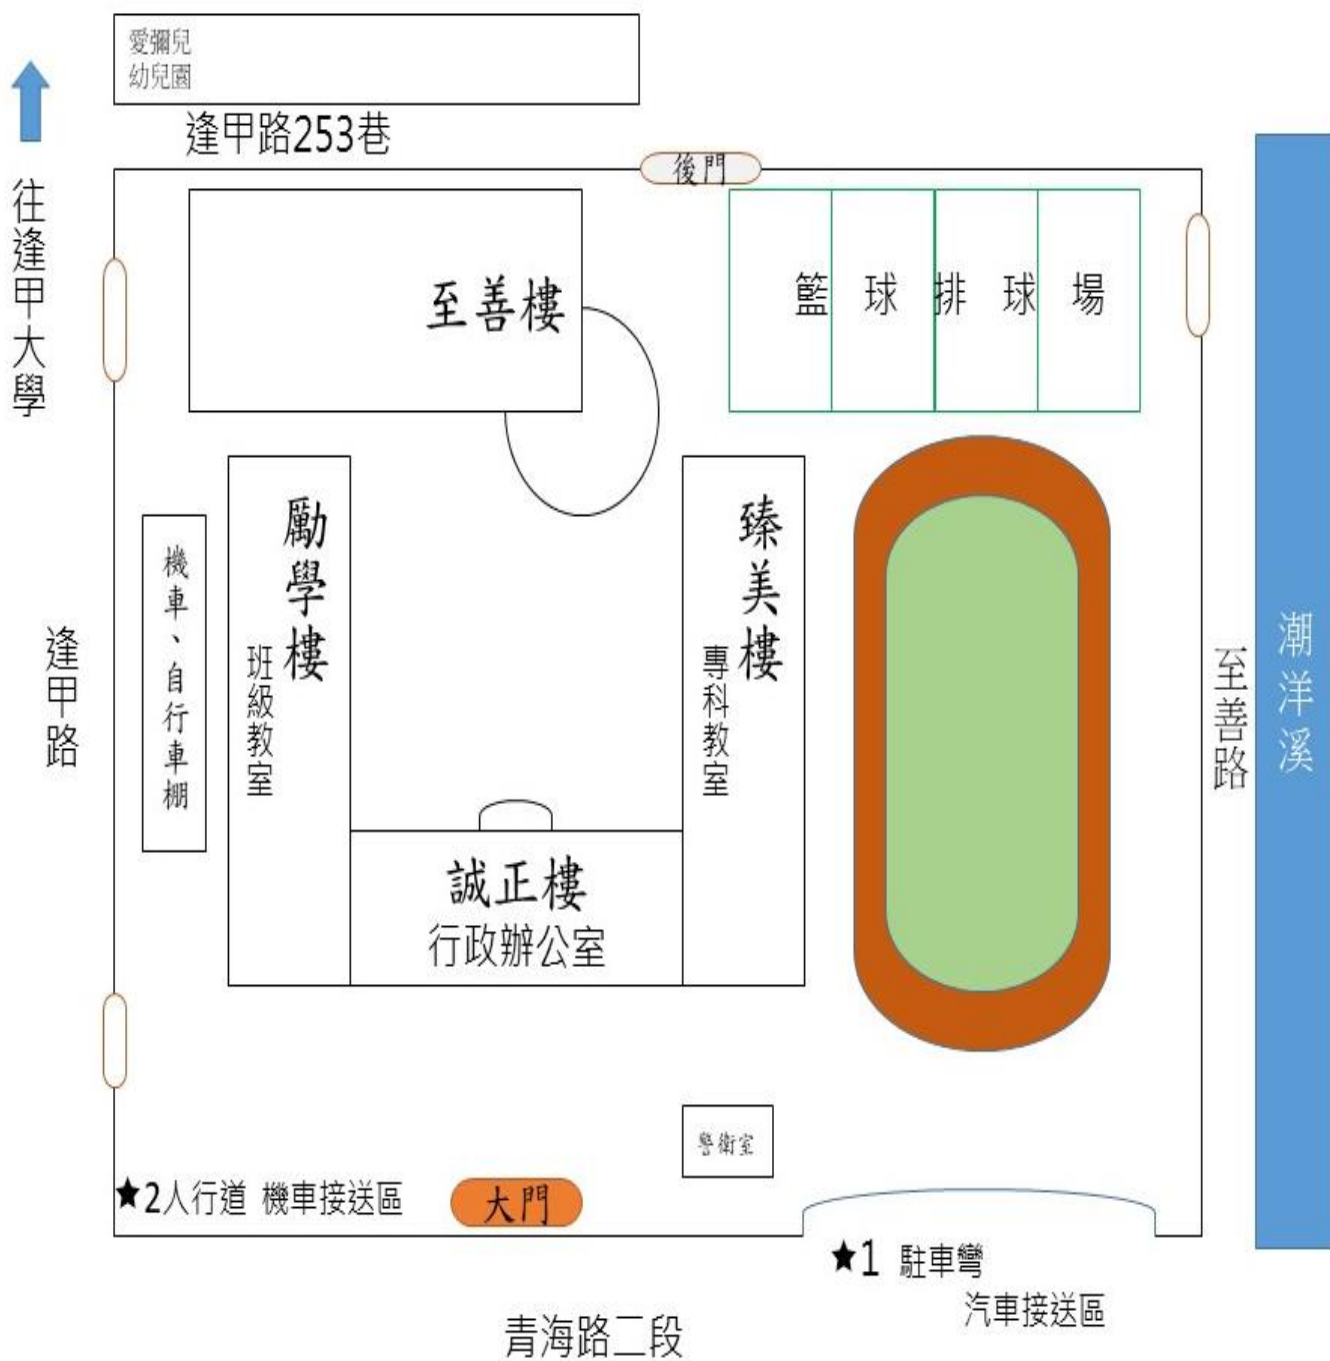 愛彌兒
幼兒園
逢甲路253巷
往逢甲大學
後門
至善樓
籃球排球場
勵學樓
班級教室
臻美樓
專科教室
機車、自行車棚
逢甲路
至善路
潮洋溪
誠正樓
行政辦公室
警衛室
★2人行道 機車接送區
大門
★1 駐車彎
汽車接送區
青海路二段